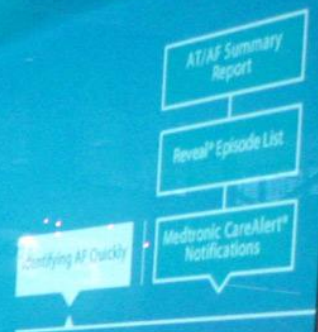 AT/AF Summary
Report
Reveal® Episode List
Medtronic CareAlert®
Notifications
Identifying AF Quickly